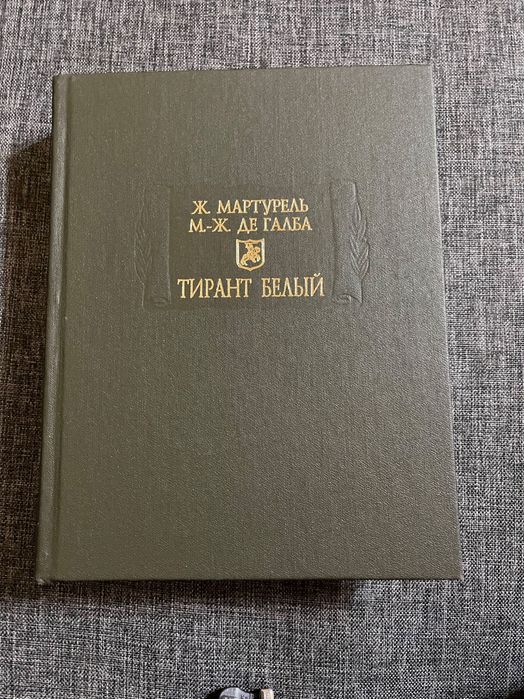 Ж. МАРТУРЕЛЬ
М.-Ж. ДЕ ГАЛБА
ТИРАНТ БЕЛЫЙ